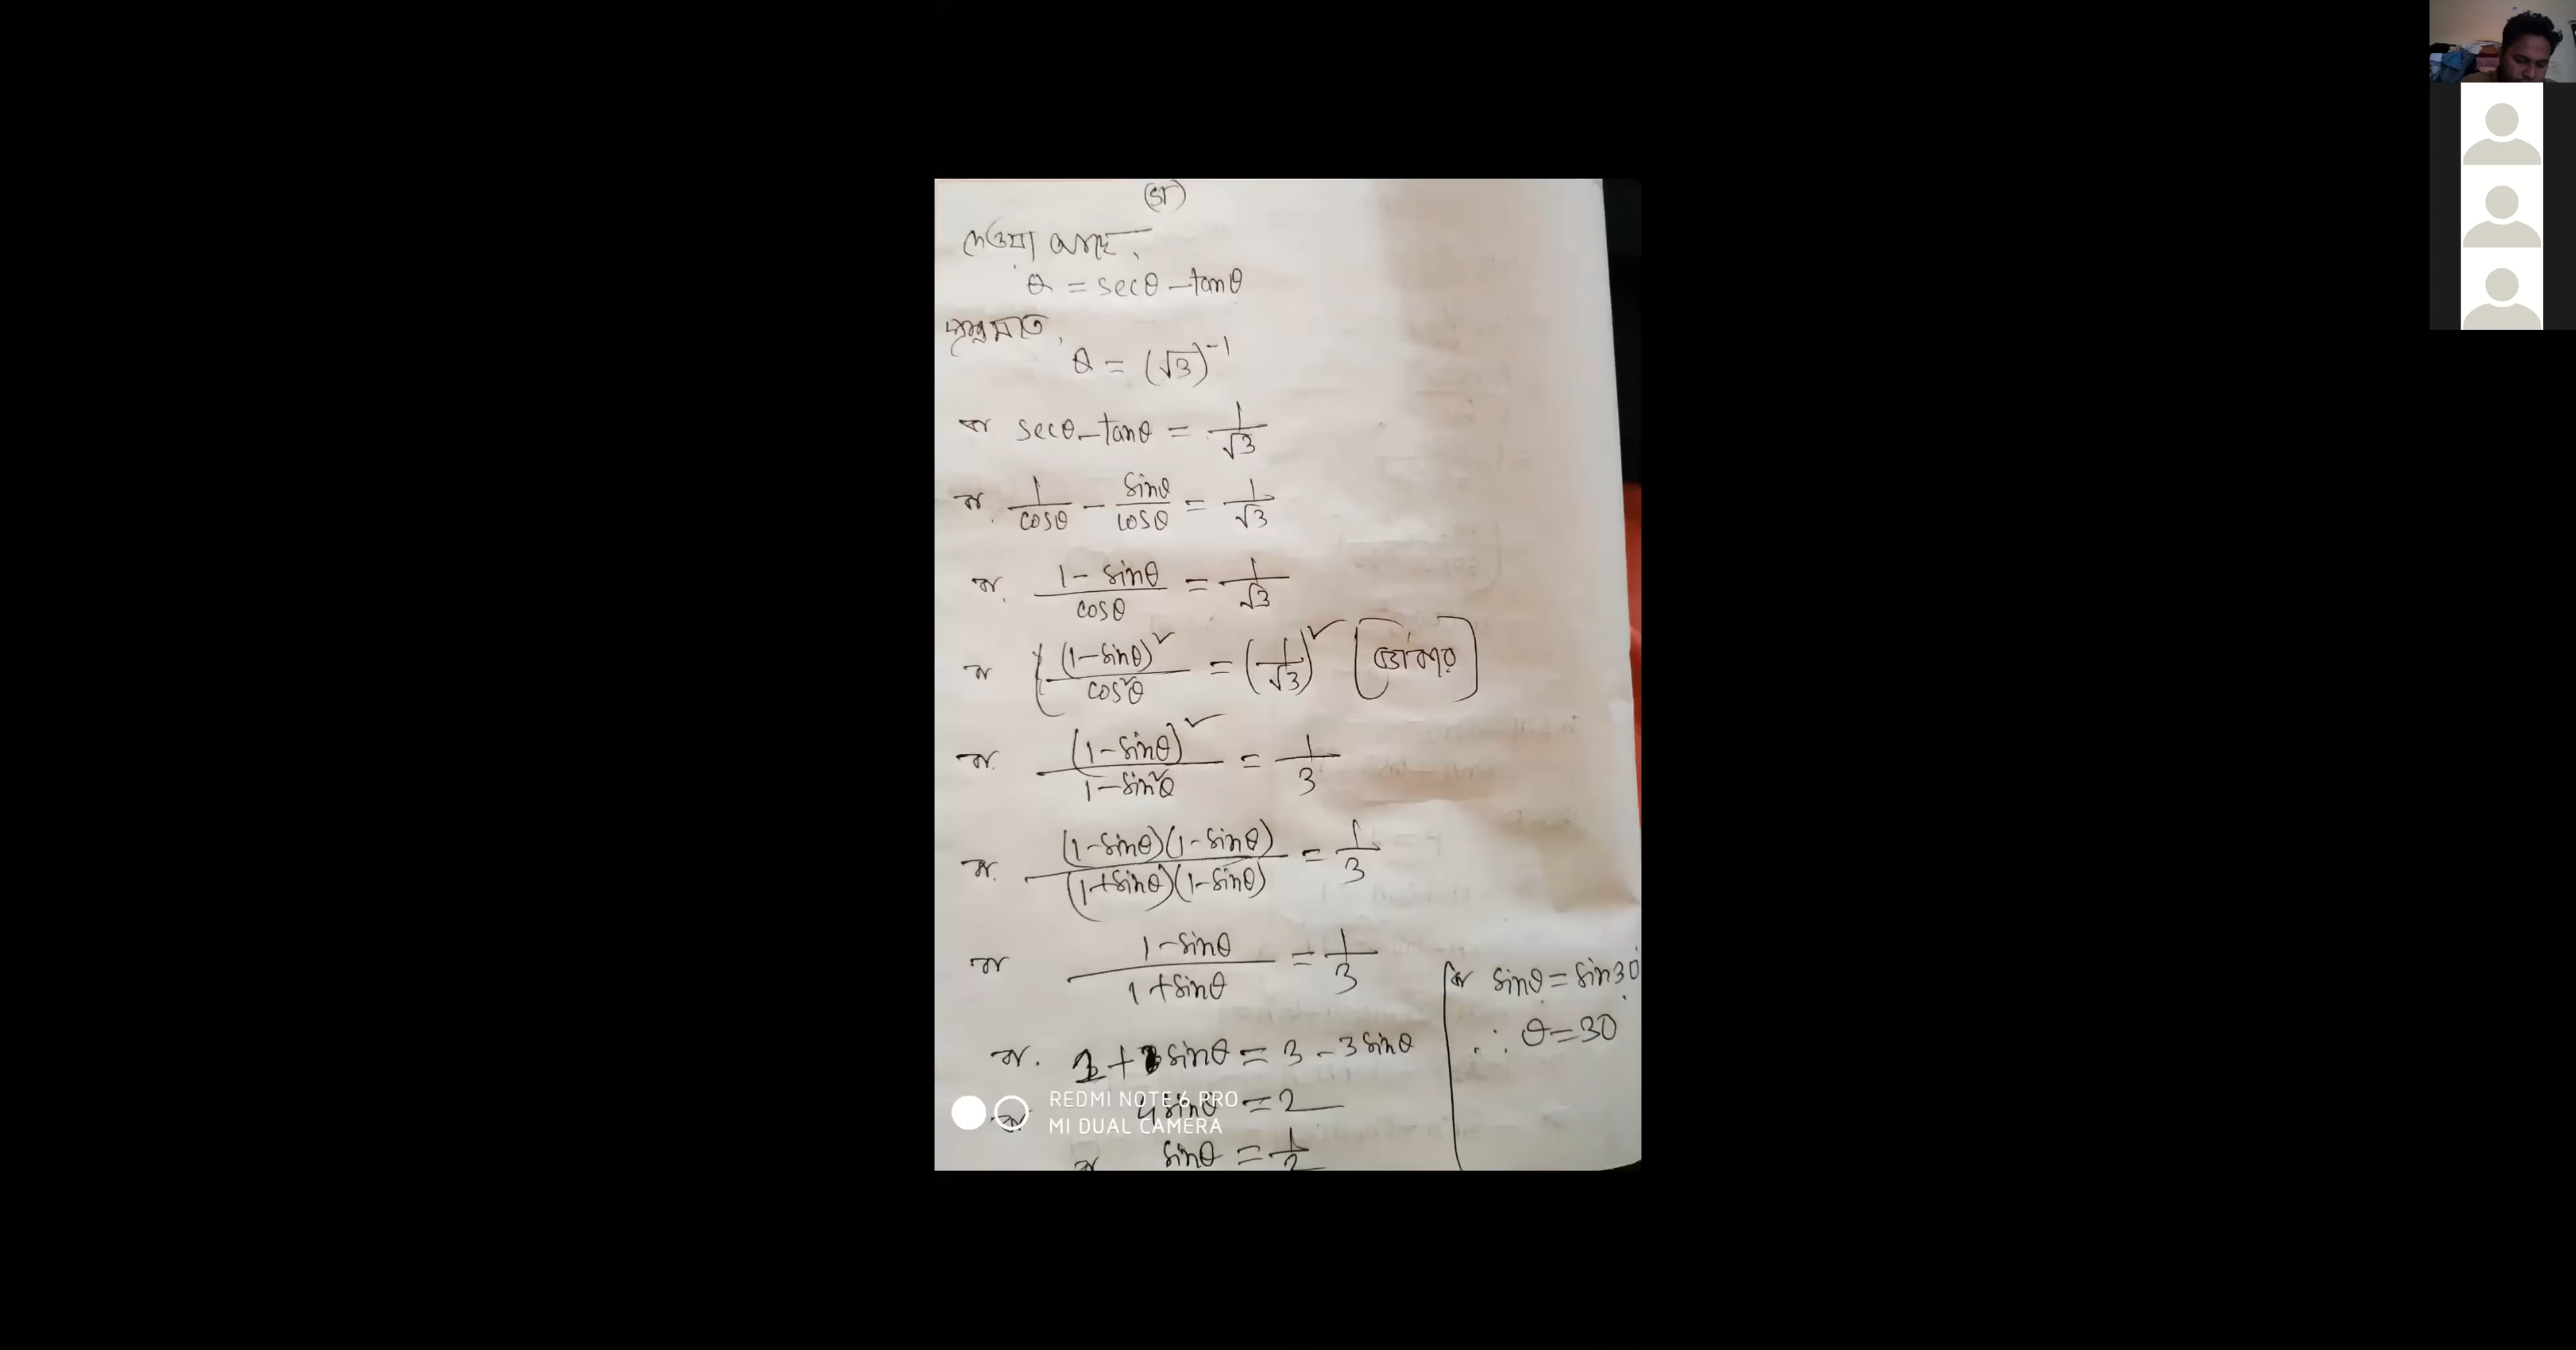 (গ)
দেওয়া আছে,
Q = secθ - tanθ
প্রশ্নমতে,
Q = (√3)⁻¹
বা secθ - tanθ = 1/√3
বা, 1/cosθ - sinθ/cosθ = 1/√3
বা, (1 - sinθ)/cosθ = 1/√3
বা (1-sinθ)²/cos²θ = (1/√3)²
বা, (1-sinθ)²/(1-sin²θ) = 1/3
বা, (1-sinθ)(1-sinθ)/(1+sinθ)(1-sinθ) = 1/3
বা (1-sinθ)/(1+sinθ) = 1/3
বা, 1+sinθ = 3-3sinθ
বা 4sinθ = 2
বা sinθ = 1/2
বা sinθ = sin30
∴ θ = 30
REDMI NOTE 6 PRO
MI DUAL CAMERA